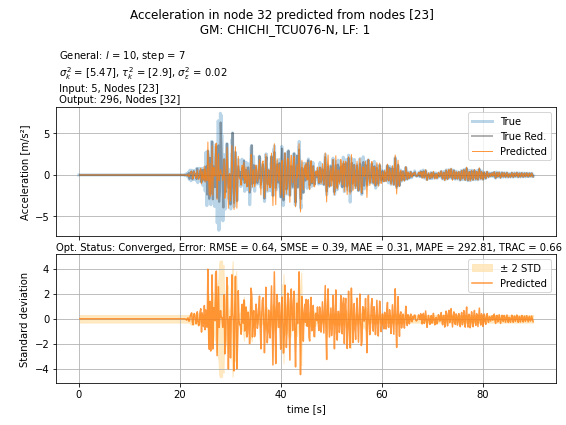 Acceleration in node 32 predicted from nodes [23]
GM: CHICHI_TCU076-N, LF: 1
General: l = 10, step = 7
σ²ₖ = [5.47], τ²ₖ = [2.9], σ²ε = 0.02
Input: 5, Nodes [23]
Output: 296, Nodes [32]
Acceleration [m/s²]
5
0
−5
True
True Red.
Predicted
Opt. Status: Converged, Error: RMSE = 0.64, SMSE = 0.39, MAE = 0.31, MAPE = 292.81, TRAC = 0.66
Standard deviation
4
2
0
−2
−4
± 2 STD
Predicted
0 20 40 60 80
time [s]